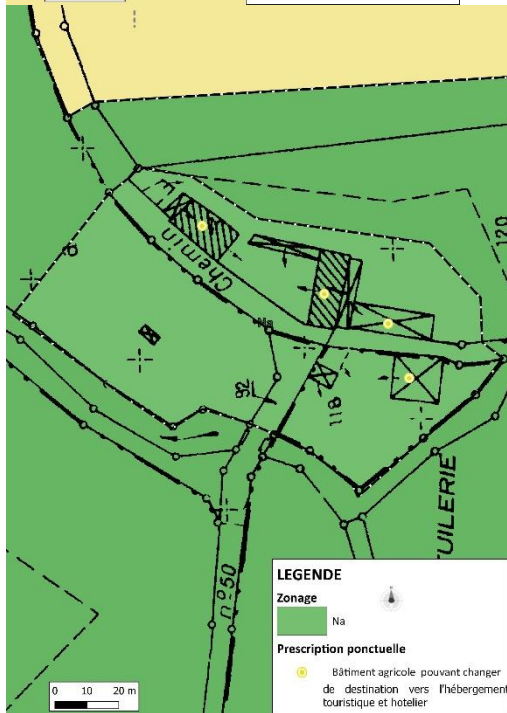 120
Chemin
Na
92
118
TUILERIE
n° 50
LEGENDE
Zonage
Na
Prescription ponctuelle
Bâtiment agricole pouvant changer
de destination vers l'hébergement
touristique et hotelier
0 10 20 m